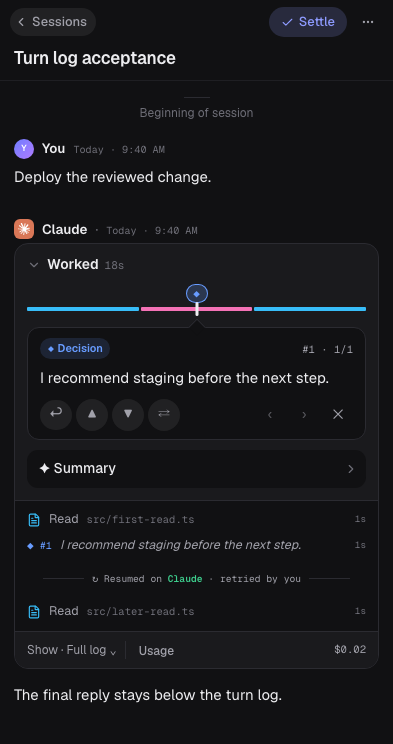 Sessions
Settle
Turn log acceptance
Beginning of session
Y You Today · 9:40 AM
Deploy the reviewed change.
Claude · Today · 9:40 AM
Worked 18s
Decision #1 · 1/1
I recommend staging before the next step.
Summary
Read src/first-read.ts 1s
#1 I recommend staging before the next step. 1s
↻ Resumed on Claude · retried by you
Read src/later-read.ts 1s
Show · Full log Usage $0.02
The final reply stays below the turn log.